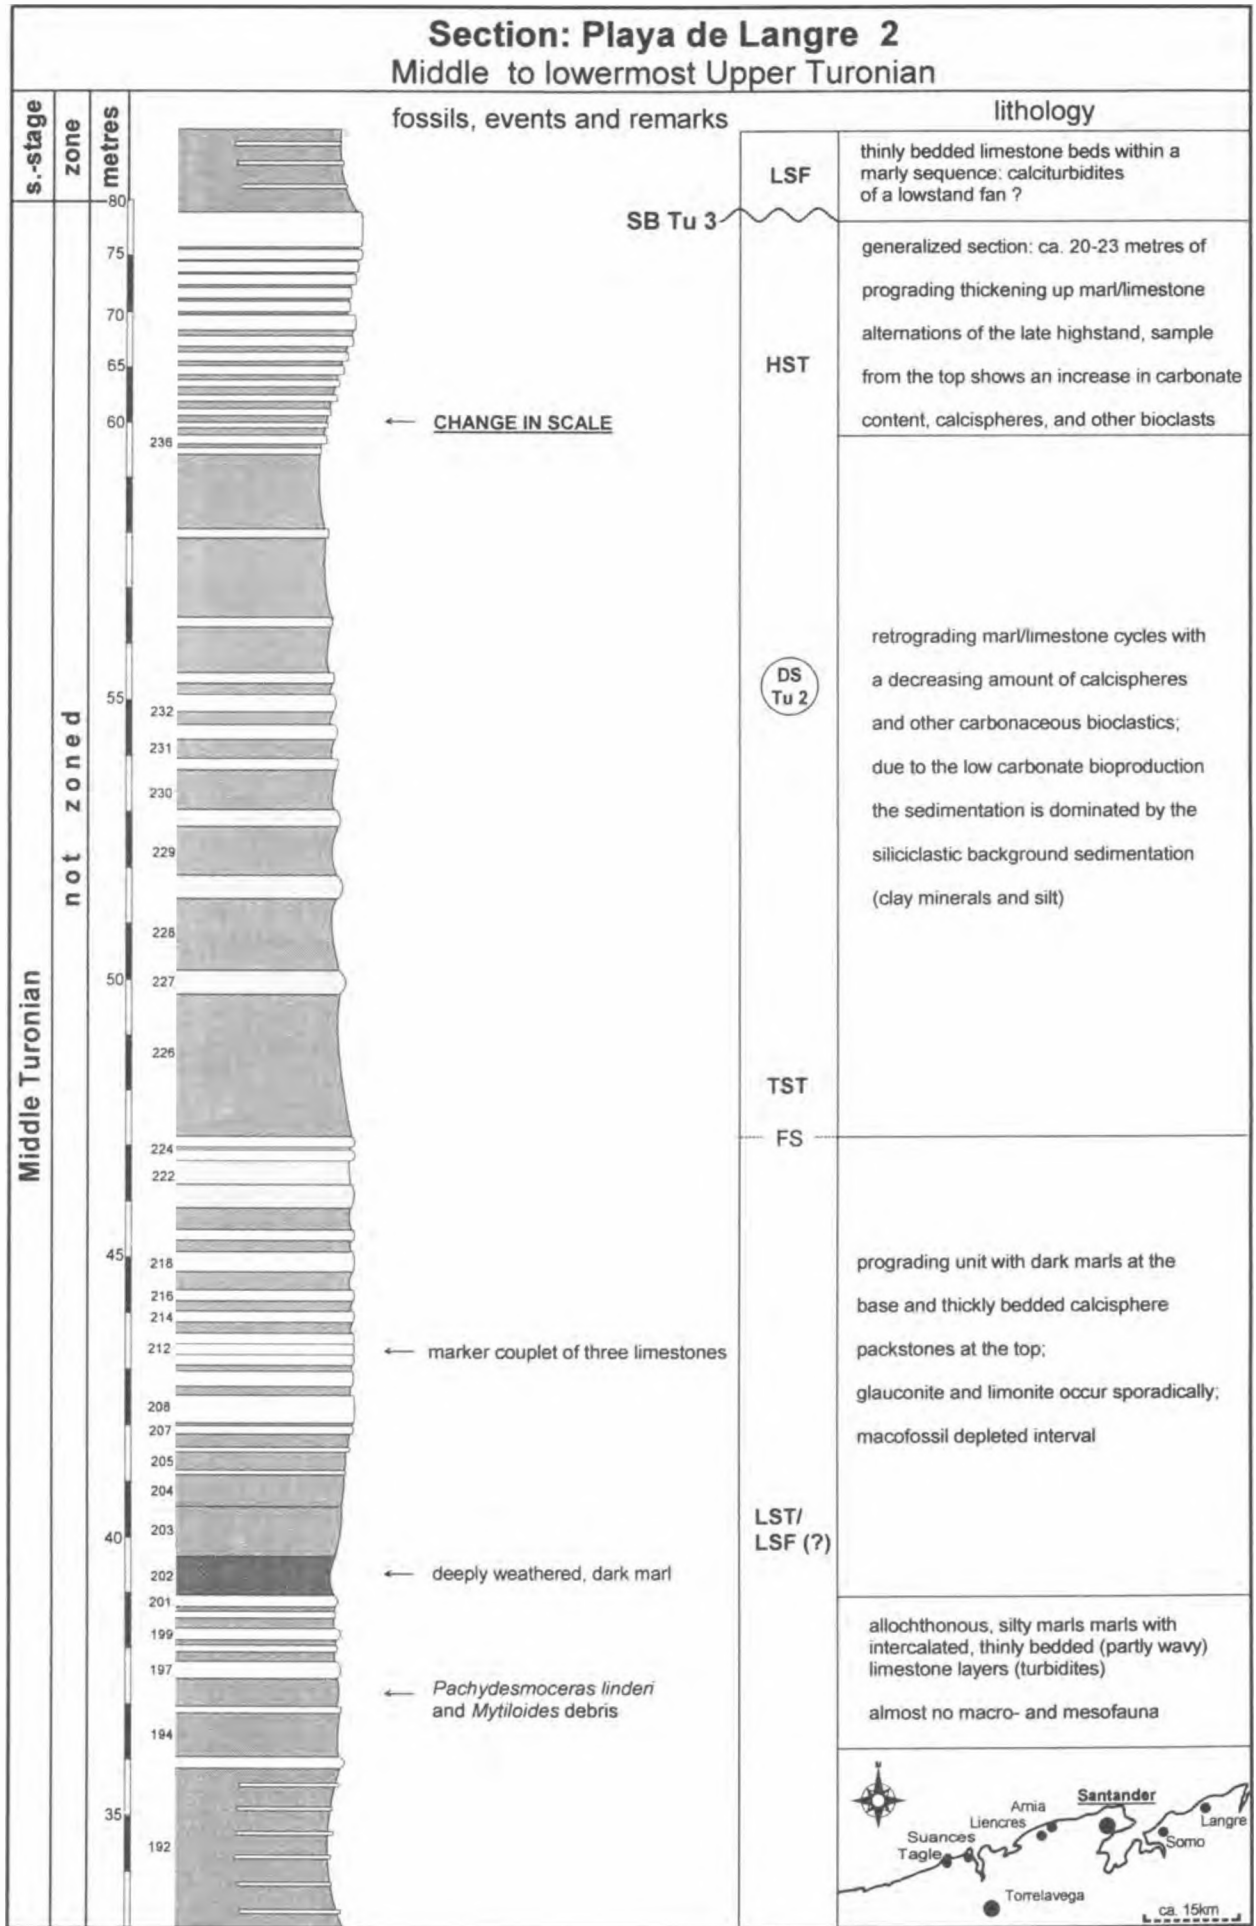 Section: Playa de Langre 2
Middle to lowermost Upper Turonian
s.-stage
zone
metres
fossils, events and remarks
lithology
Middle Turonian
not zoned
80
75
70
65
60
55
50
45
40
35
236
232
231
230
229
228
227
226
224
222
218
216
214
212
208
207
205
204
203
202
201
199
197
194
192
SB Tu 3
← CHANGE IN SCALE
← marker couplet of three limestones
← deeply weathered, dark marl
← Pachydesmoceras linderi
and Mytiloides debris
LSF
HST
DS
Tu 2
TST
FS
LST/
LSF (?)
thinly bedded limestone beds within a
marly sequence: calciturbidites
of a lowstand fan ?
generalized section: ca. 20-23 metres of
prograding thickening up marl/limestone
alternations of the late highstand, sample
from the top shows an increase in carbonate
content, calcispheres, and other bioclasts
retrograding marl/limestone cycles with
a decreasing amount of calcispheres
and other carbonaceous bioclastics;
due to the low carbonate bioproduction
the sedimentation is dominated by the
siliciclastic background sedimentation
(clay minerals and silt)
prograding unit with dark marls at the
base and thickly bedded calcisphere
packstones at the top;
glauconite and limonite occur sporadically;
macofossil depleted interval
allochthonous, silty marls marls with
intercalated, thinly bedded (partly wavy)
limestone layers (turbidites)
almost no macro- and mesofauna
N
Santander
Arnia
Liencres
Langre
Suances
Somo
Tagle
Torrelavega
ca. 15km